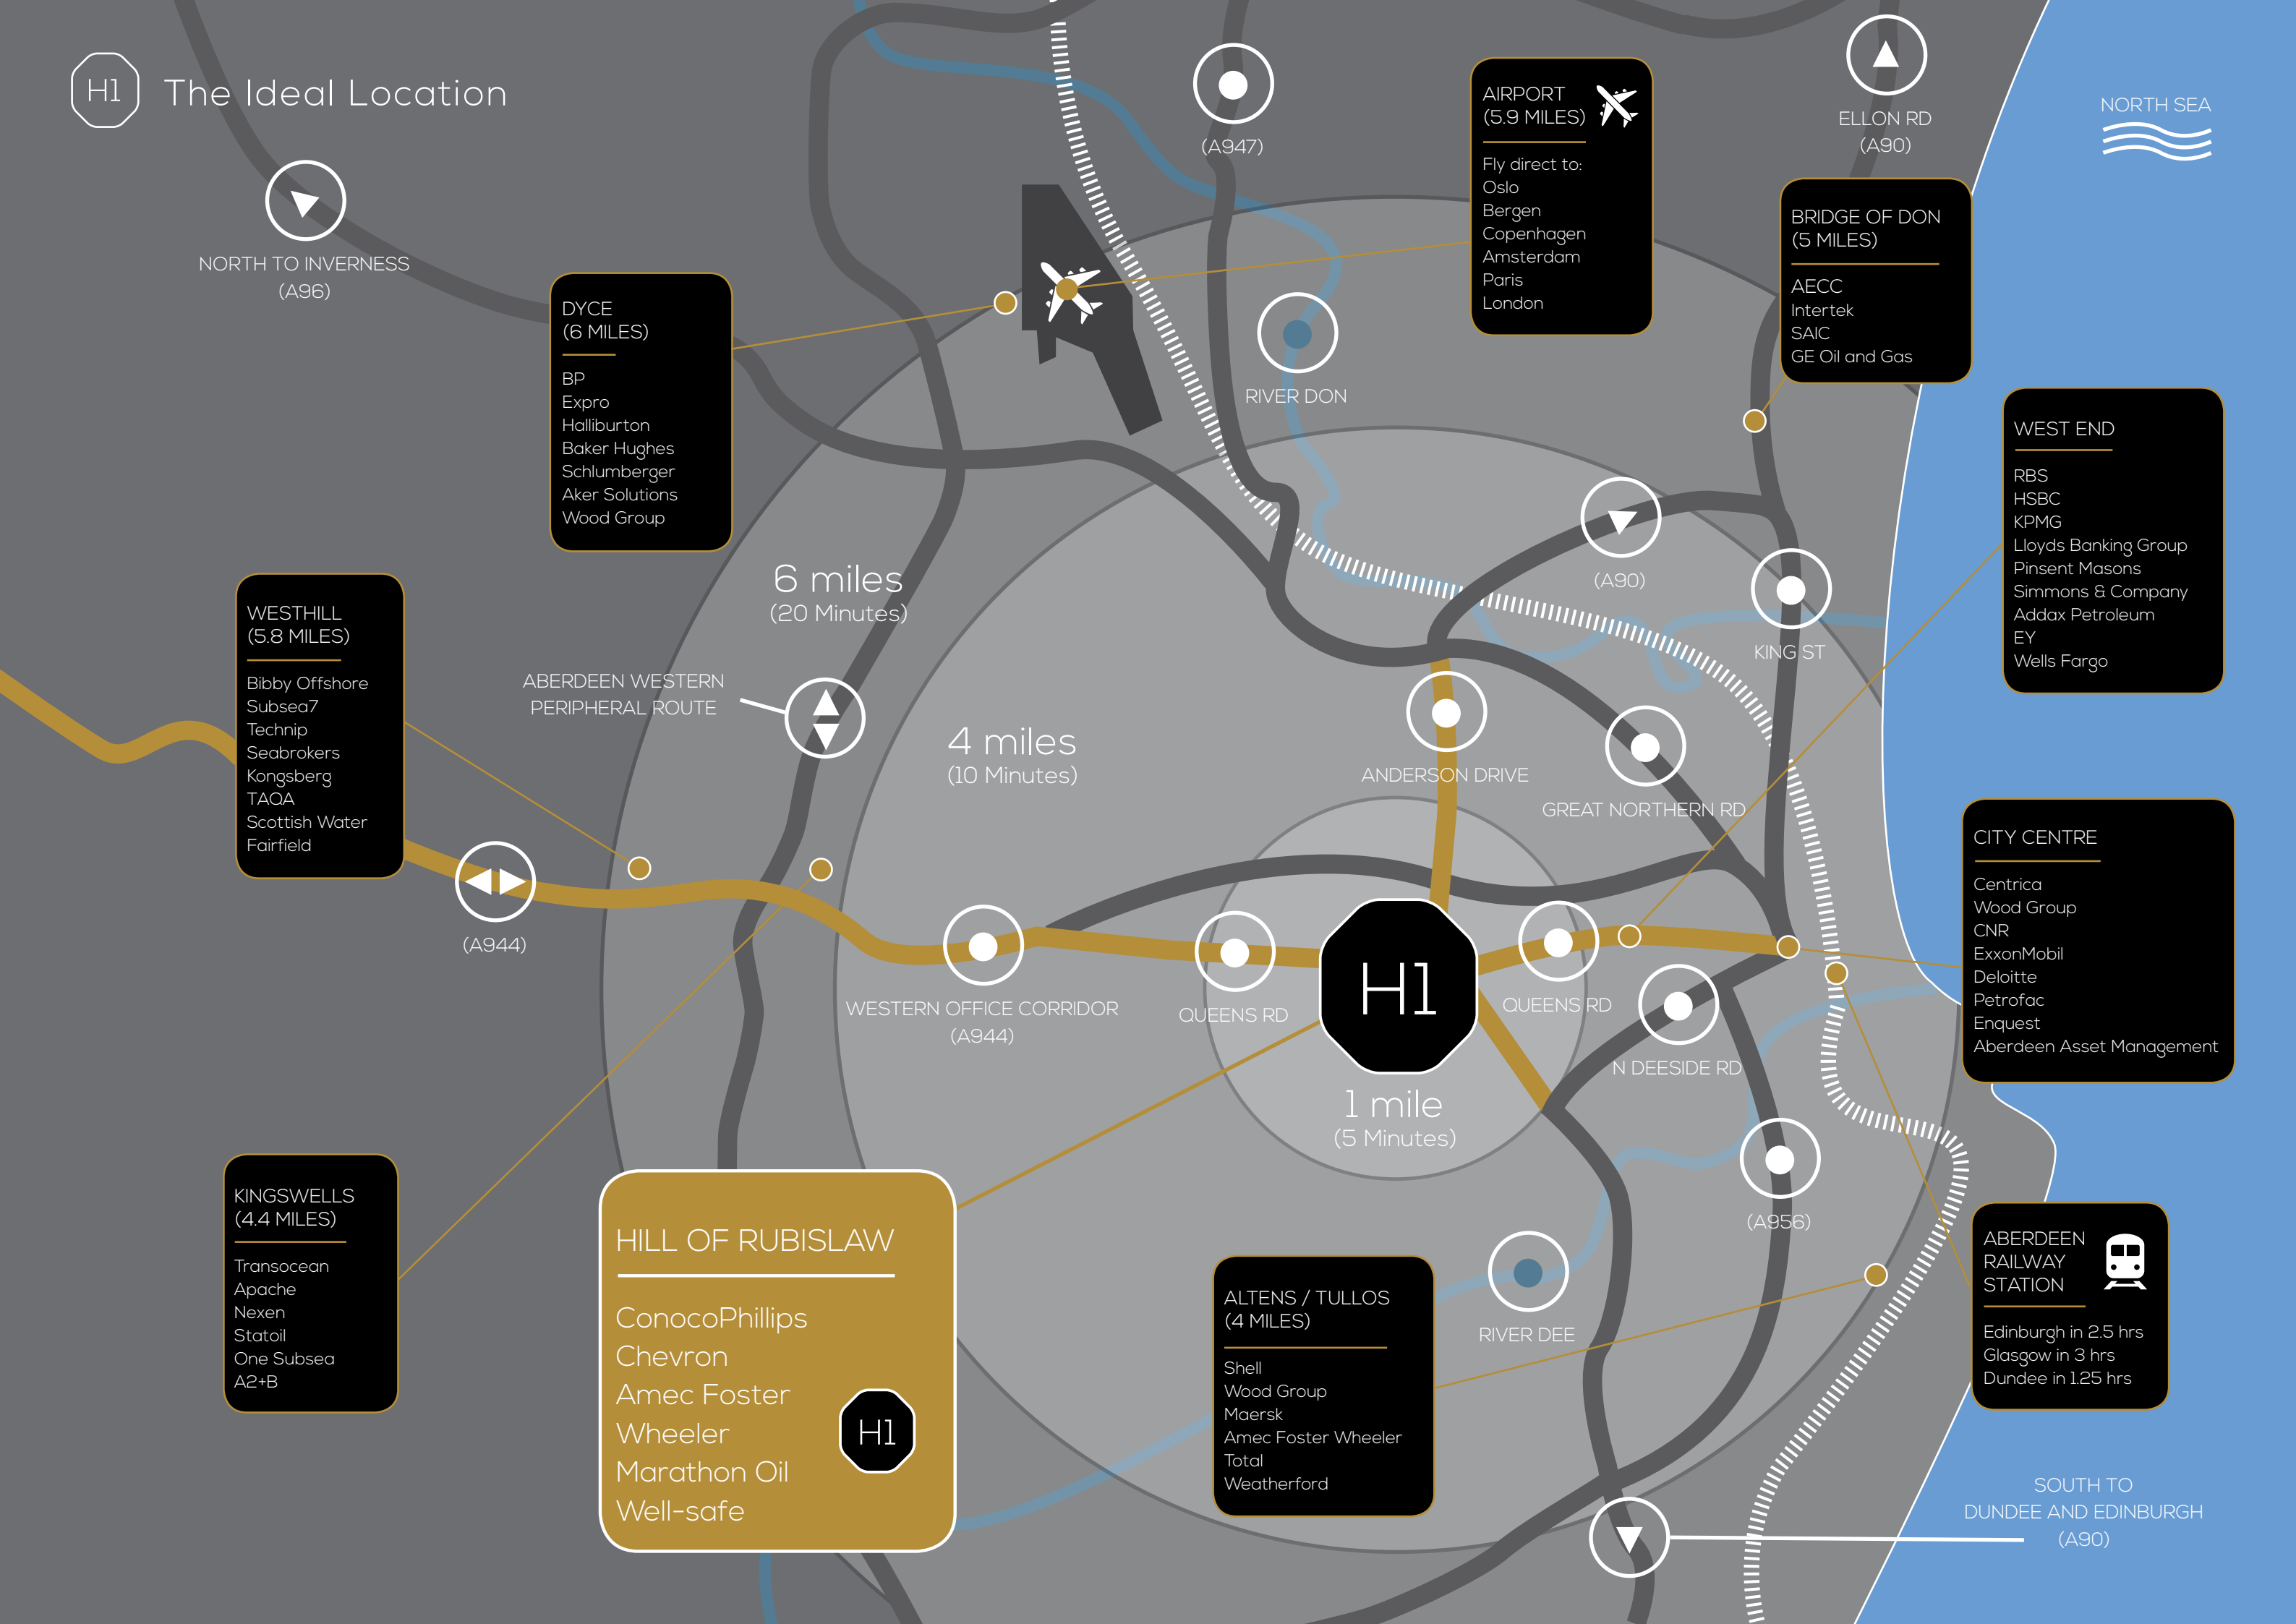 H1
The Ideal Location
NORTH TO INVERNESS
(A96)
(A947)
AIRPORT
(5.9 MILES)
Fly direct to:
Oslo
Bergen
Copenhagen
Amsterdam
Paris
London
ELLON RD
(A90)
NORTH SEA
BRIDGE OF DON
(5 MILES)
AECC
Intertek
SAIC
GE Oil and Gas
DYCE
(6 MILES)
BP
Expro
Halliburton
Baker Hughes
Schlumberger
Aker Solutions
Wood Group
RIVER DON
WEST END
RBS
HSBC
KPMG
Lloyds Banking Group
Pinsent Masons
Simmons & Company
Addax Petroleum
EY
Wells Fargo
6 miles
(20 Minutes)
(A90)
KING ST
WESTHILL
(5.8 MILES)
Bibby Offshore
Subsea7
Technip
Seabrokers
Kongsberg
TAQA
Scottish Water
Fairfield
ABERDEEN WESTERN
PERIPHERAL ROUTE
4 miles
(10 Minutes)
ANDERSON DRIVE
GREAT NORTHERN RD
CITY CENTRE
Centrica
Wood Group
CNR
ExxonMobil
Deloitte
Petrofac
Enquest
Aberdeen Asset Management
(A944)
WESTERN OFFICE CORRIDOR
(A944)
QUEENS RD
H1
QUEENS RD
N DEESIDE RD
1 mile
(5 Minutes)
KINGSWELLS
(4.4 MILES)
Transocean
Apache
Nexen
Statoil
One Subsea
A2+B
HILL OF RUBISLAW
ConocoPhillips
Chevron
Amec Foster
Wheeler
Marathon Oil
Well-safe
H1
ALTENS / TULLOS
(4 MILES)
Shell
Wood Group
Maersk
Amec Foster Wheeler
Total
Weatherford
RIVER DEE
(A956)
ABERDEEN
RAILWAY
STATION
Edinburgh in 2.5 hrs
Glasgow in 3 hrs
Dundee in 1.25 hrs
SOUTH TO
DUNDEE AND EDINBURGH
(A90)